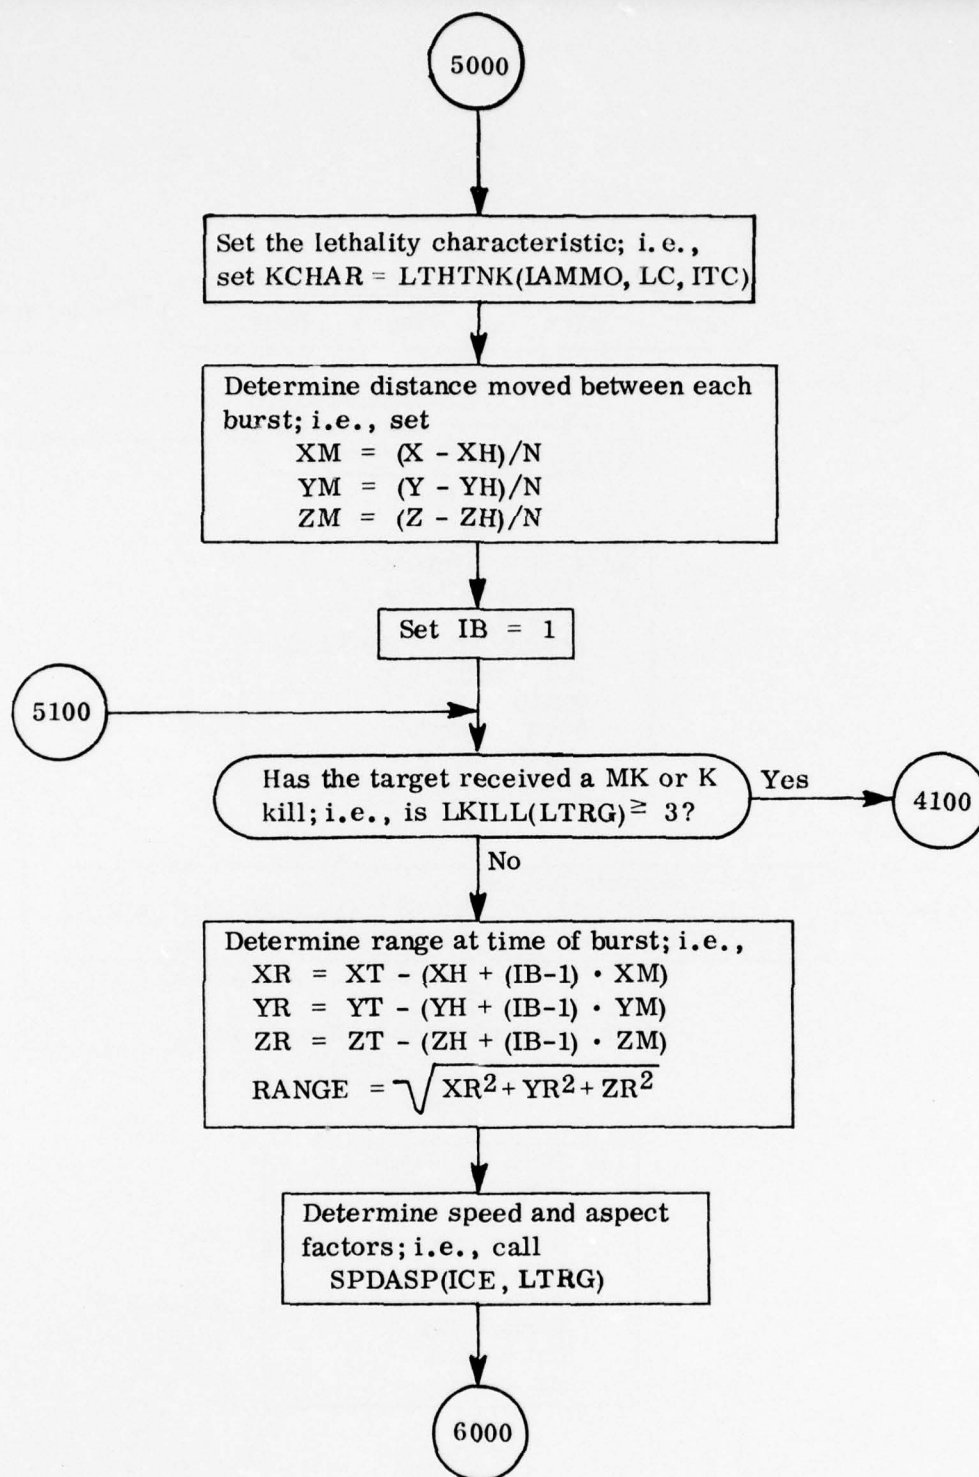 5000
Set the lethality characteristic; i.e.,
set KCHAR = LTHTNK(IAMMO, LC, ITC)
Determine distance moved between each
burst; i.e., set
XM = (X - XH)/N
YM = (Y - YH)/N
ZM = (Z - ZH)/N
Set IB = 1
5100
Has the target received a MK or K
kill; i.e., is LKILL(LTRG) ≥ 3?
Yes
4100
No
Determine range at time of burst; i.e.,
XR = XT - (XH + (IB-1) · XM)
YR = YT - (YH + (IB-1) · YM)
ZR = ZT - (ZH + (IB-1) · ZM)
RANGE = √XR² + YR² + ZR²
Determine speed and aspect
factors; i.e., call
SPDASP(ICE, LTRG)
6000